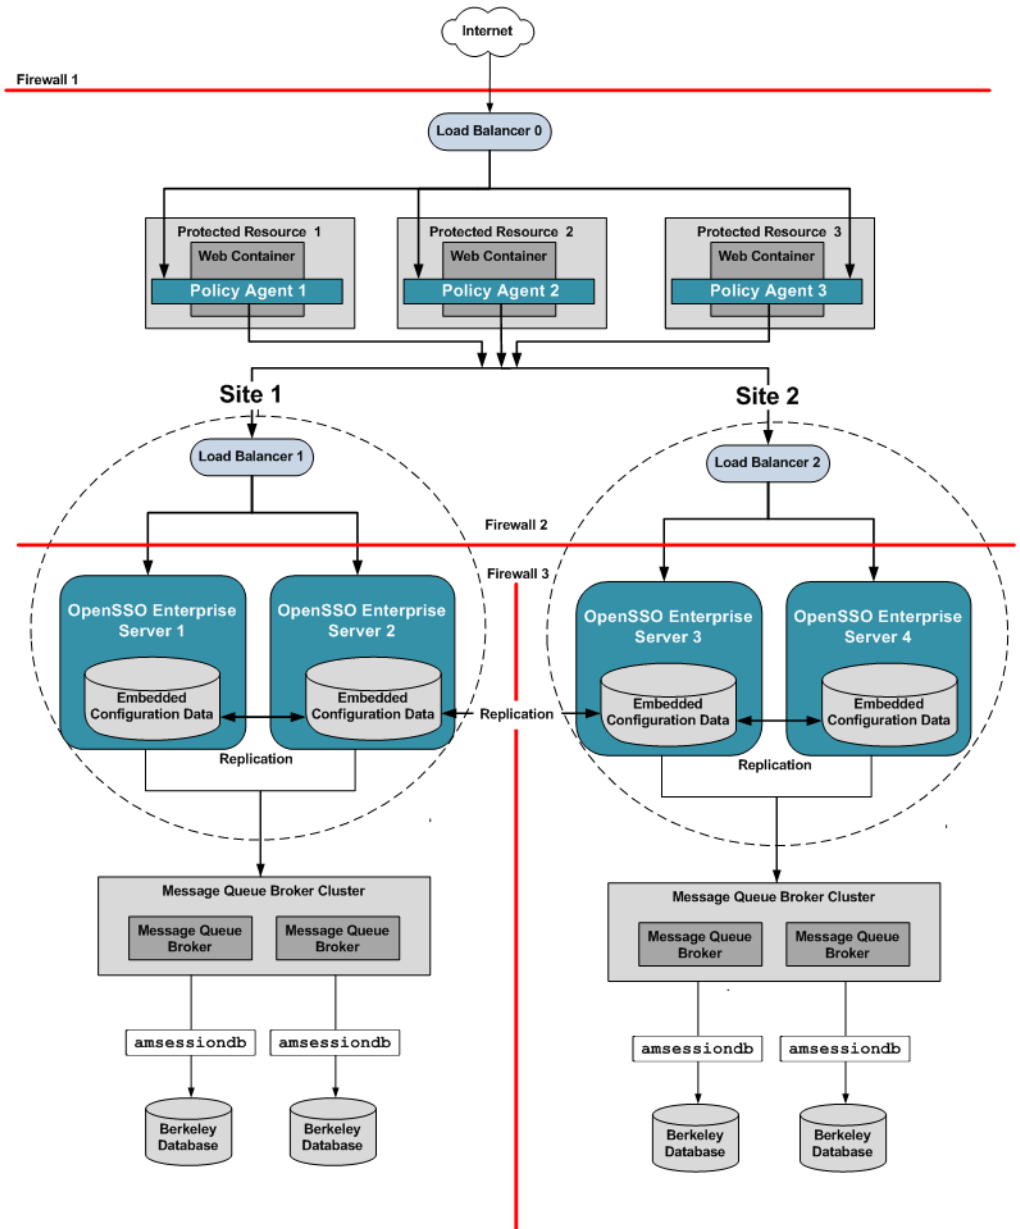 Internet
Firewall 1
Load Balancer 0
Protected Resource 1
Web Container
Policy Agent 1
Protected Resource 2
Web Container
Policy Agent 2
Protected Resource 3
Web Container
Policy Agent 3
Site 1
Site 2
Load Balancer 1
Load Balancer 2
Firewall 2
Firewall 3
OpenSSO Enterprise
Server 1
OpenSSO Enterprise
Server 2
OpenSSO Enterprise
Server 3
OpenSSO Enterprise
Server 4
Embedded
Configuration Data
Embedded
Configuration Data
Replication
Embedded
Configuration Data
Embedded
Configuration Data
Replication
Replication
Message Queue Broker Cluster
Message Queue
Broker
Message Queue
Broker
Message Queue Broker Cluster
Message Queue
Broker
Message Queue
Broker
amsessiondb
amsessiondb
amsessiondb
amsessiondb
Berkeley
Database
Berkeley
Database
Berkeley
Database
Berkeley
Database